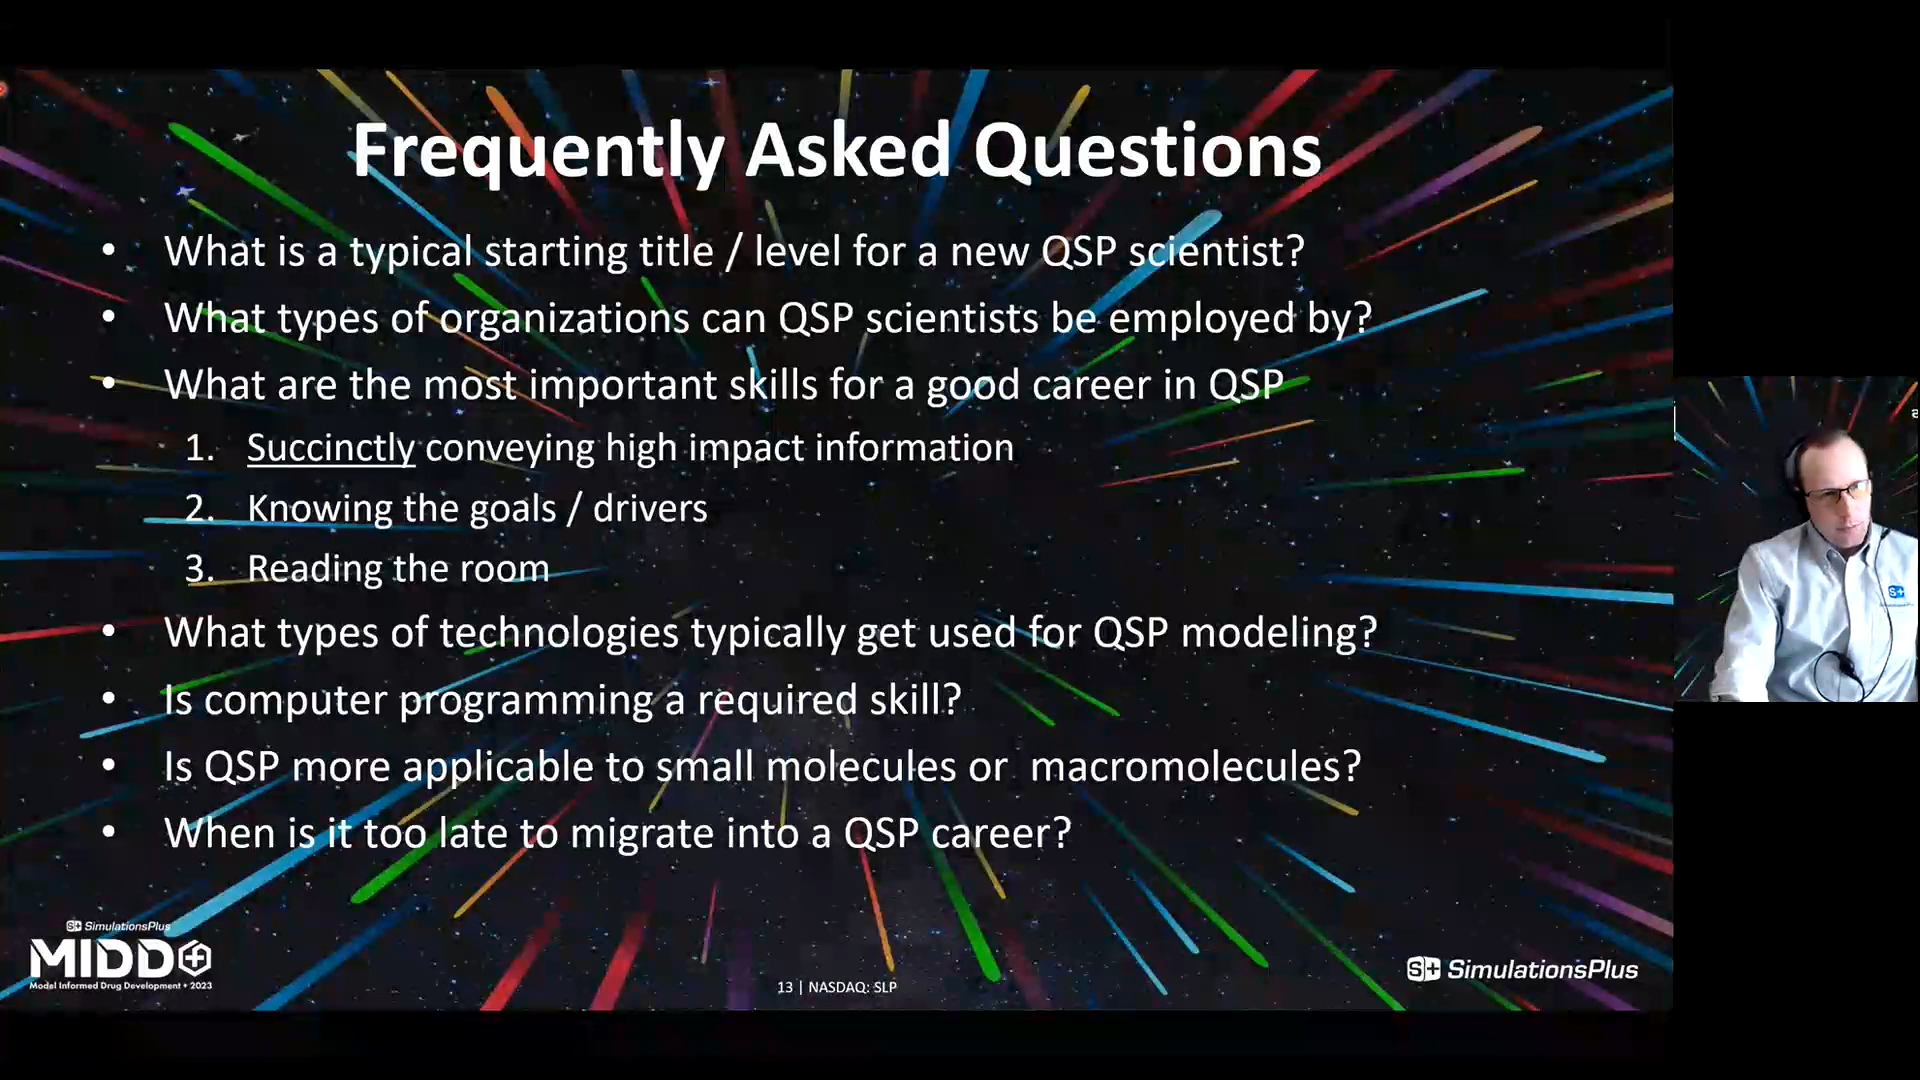 Frequently Asked Questions
• What is a typical starting title / level for a new QSP scientist?
• What types of organizations can QSP scientists be employed by?
• What are the most important skills for a good career in QSP
1. Succinctly conveying high impact information
2. Knowing the goals / drivers
3. Reading the room
• What types of technologies typically get used for QSP modeling?
• Is computer programming a required skill?
• Is QSP more applicable to small molecules or  macromolecules?
• When is it too late to migrate into a QSP career?
S+ SimulationsPlus
MIDD+
Model Informed Drug Development + 2023
13 | NASDAQ: SLP
S+ SimulationsPlus
S+